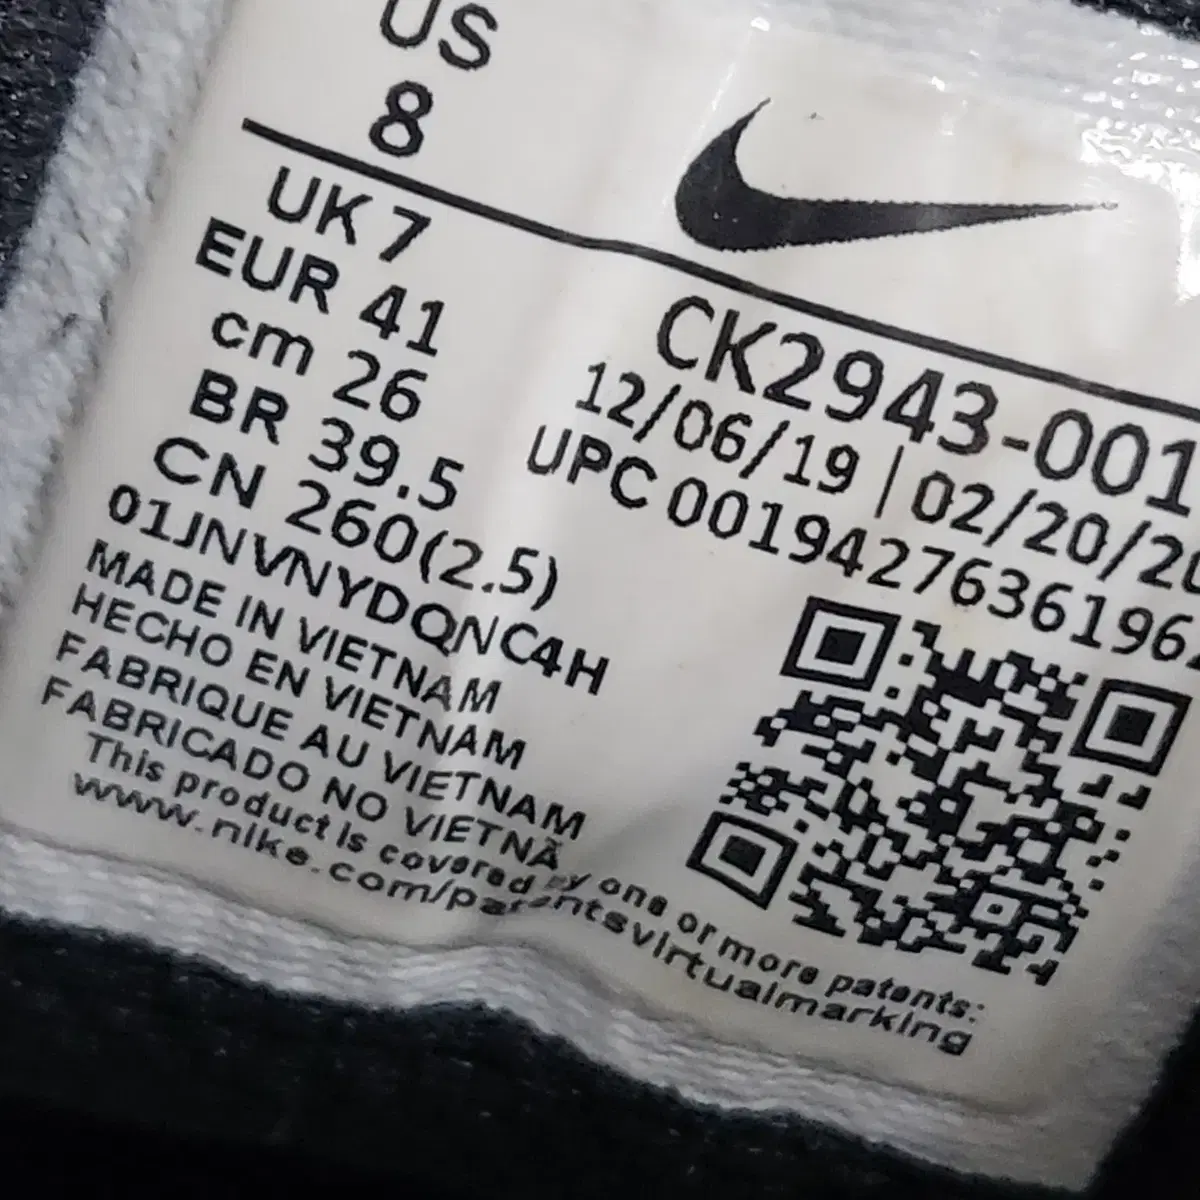 US
8
UK 7
EUR 41
cm 26
BR 39.5
CN 260(2.5)
01JNVNYDQNC4H
MADE IN VIETNAM
HECHO EN VIETNAM
FABRIQUE AU VIETNAM
FABRICADO NO VIETNÃ
This product is covered by one or more patents:
www.nike.com/patentsvirtualmarking
CK2943-001
12/06/19 | 02/20/20
UPC 00194276361962